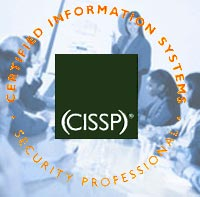 • CERTIFIED INFORMATION SYSTEMS •
(CISSP)®
SECURITY PROFESSIONAL